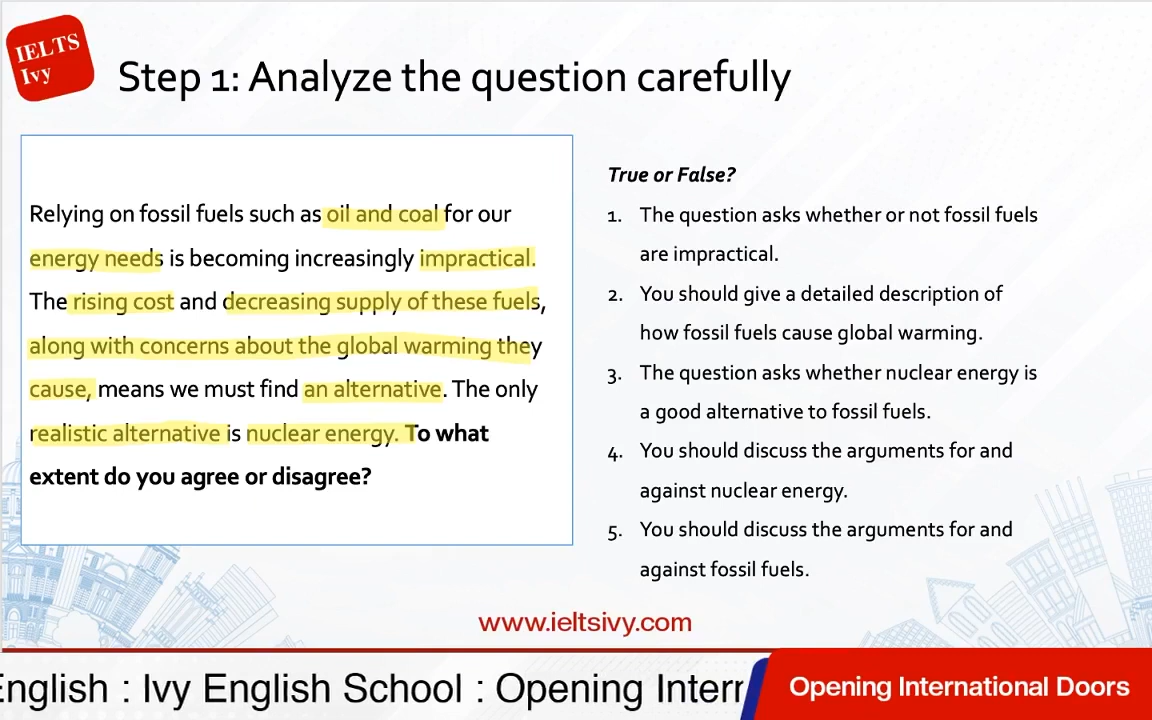 IELTS
Ivy
Step 1: Analyze the question carefully
Relying on fossil fuels such as oil and coal for our
energy needs is becoming increasingly impractical.
The rising cost and decreasing supply of these fuels,
along with concerns about the global warming they
cause, means we must find an alternative. The only
realistic alternative is nuclear energy. To what
extent do you agree or disagree?
True or False?
1. The question asks whether or not fossil fuels
are impractical.
2. You should give a detailed description of
how fossil fuels cause global warming.
3. The question asks whether nuclear energy is
a good alternative to fossil fuels.
4. You should discuss the arguments for and
against nuclear energy.
5. You should discuss the arguments for and
against fossil fuels.
www.ieltsivy.com
English : Ivy English School : Opening Intern
Opening International Doors